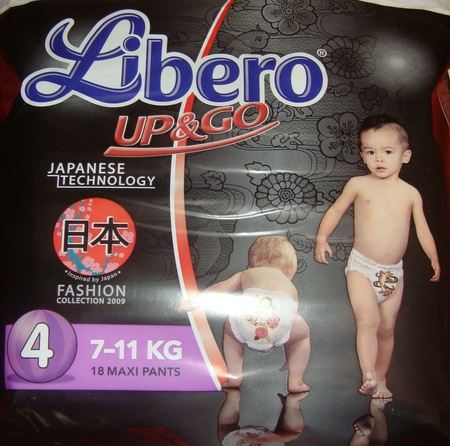 Libero®
UP&GO
JAPANESE
TECHNOLOGY
日本
•Inspired by Japan•
FASHION
COLLECTION 2009
4
7–11 KG
18 MAXI PANTS